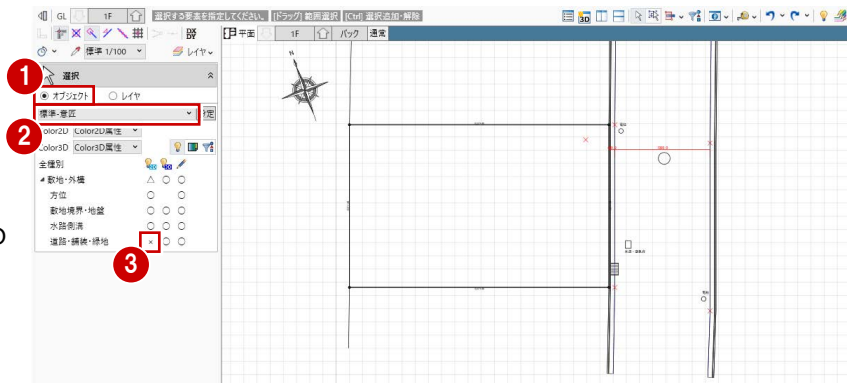 GL 1F 選択する要素を指定してください。 [ドラッグ] 範囲選択 [Ctrl] 選択追加・解除
3D
平面 1F バック 通常
標準 1/100 レイヤ
1
選択
オブジェクト レイヤ
2
標準-意匠
Color2D Color2D属性
Color3D Color3D属性
全種別
敷地・外構
方位
敷地境界・地盤
水路側溝
道路・舗装・緑地
3
の
N